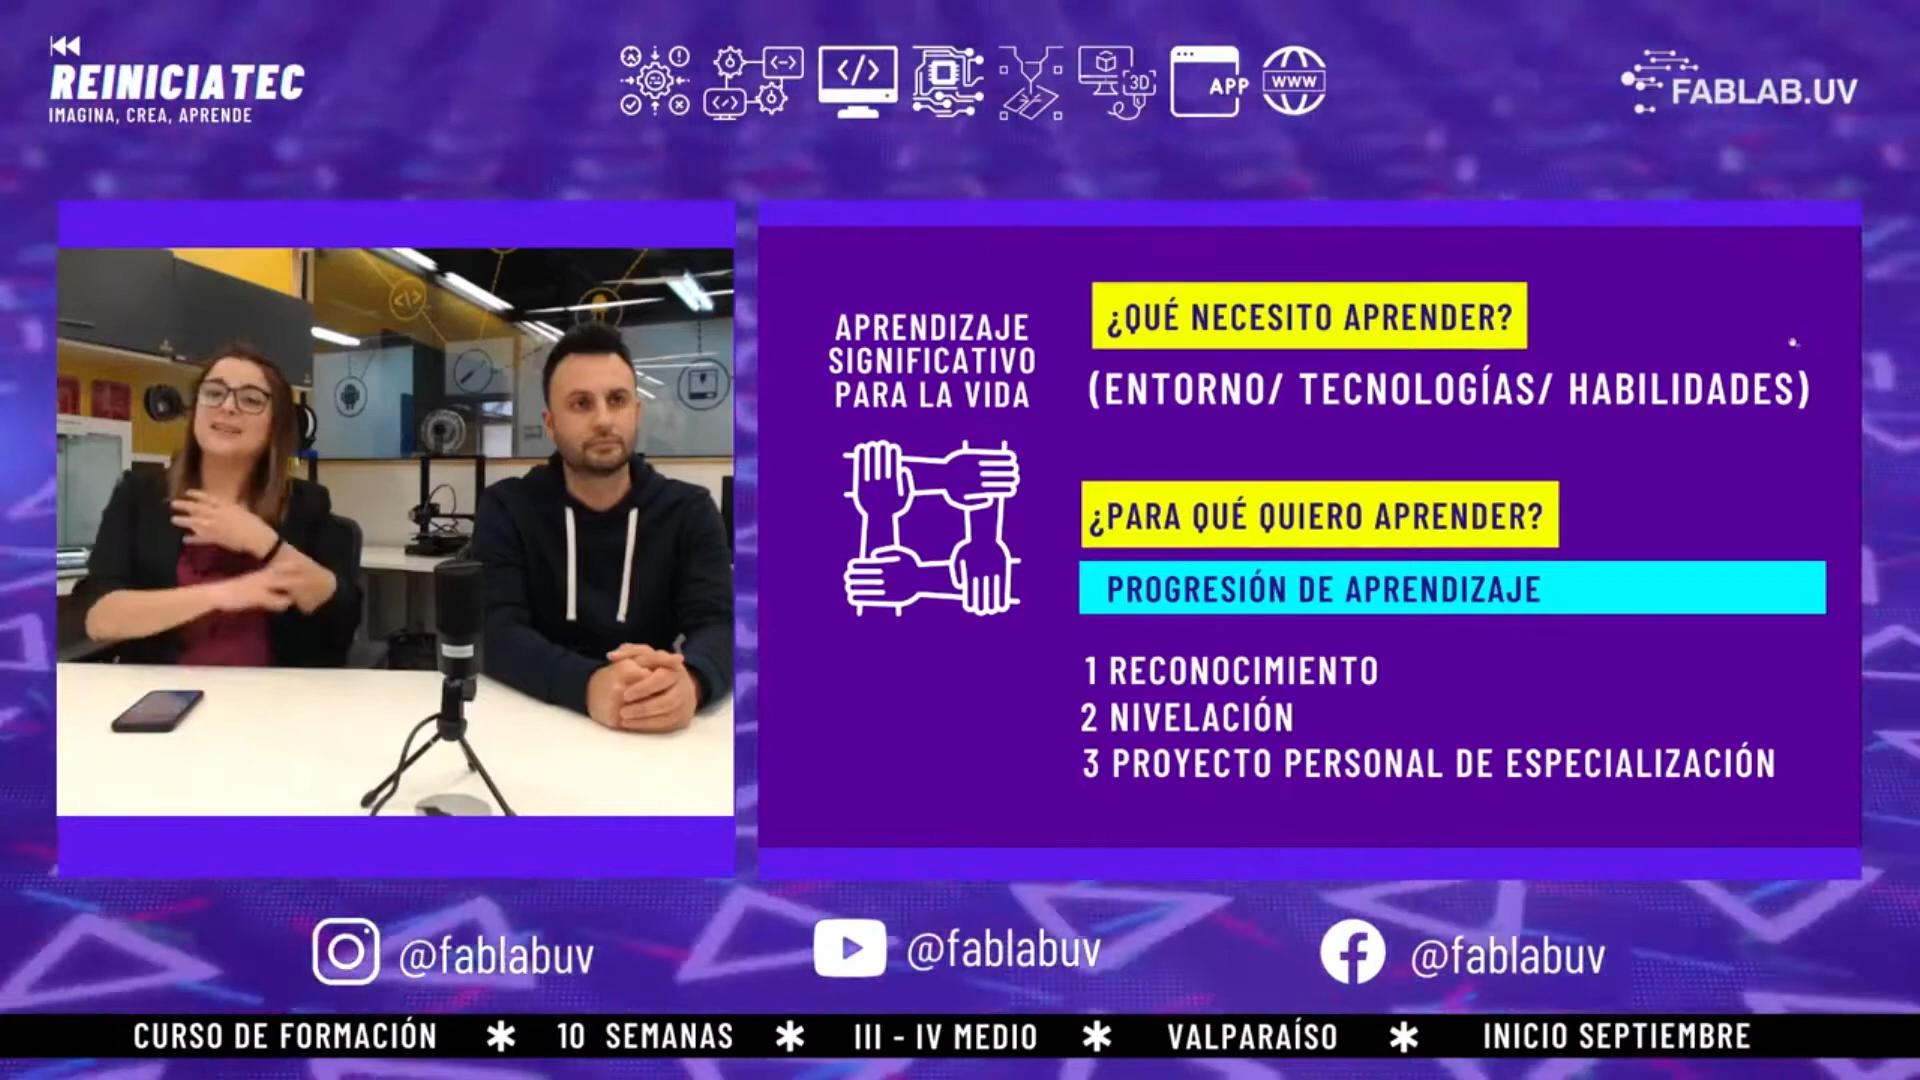 REINICIATEC
IMAGINA, CREA, APRENDE
</>
3D
APP
WWW
FABLAB.UV
APRENDIZAJE
SIGNIFICATIVO
PARA LA VIDA
¿QUÉ NECESITO APRENDER?
(ENTORNO/ TECNOLOGÍAS/ HABILIDADES)
¿PARA QUÉ QUIERO APRENDER?
PROGRESIÓN DE APRENDIZAJE
1 RECONOCIMIENTO
2 NIVELACIÓN
3 PROYECTO PERSONAL DE ESPECIALIZACIÓN
@fablabuv
@fablabuv
@fablabuv
CURSO DE FORMACIÓN * 10 SEMANAS * III - IV MEDIO * VALPARAÍSO * INICIO SEPTIEMBRE